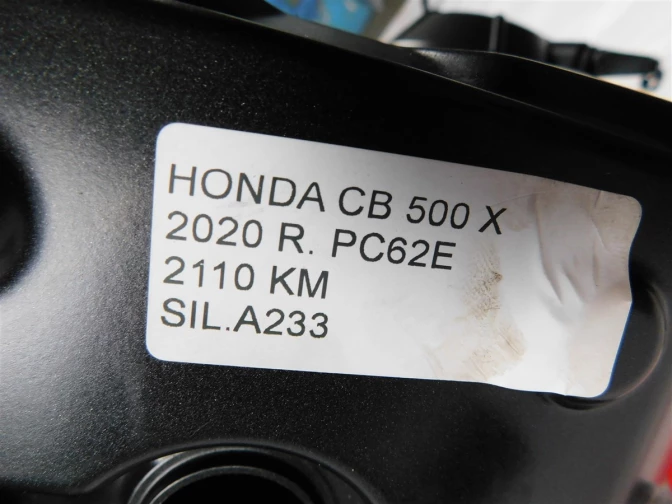 HONDA CB 500 X
2020 R. PC62E
2110 KM
SIL.A233